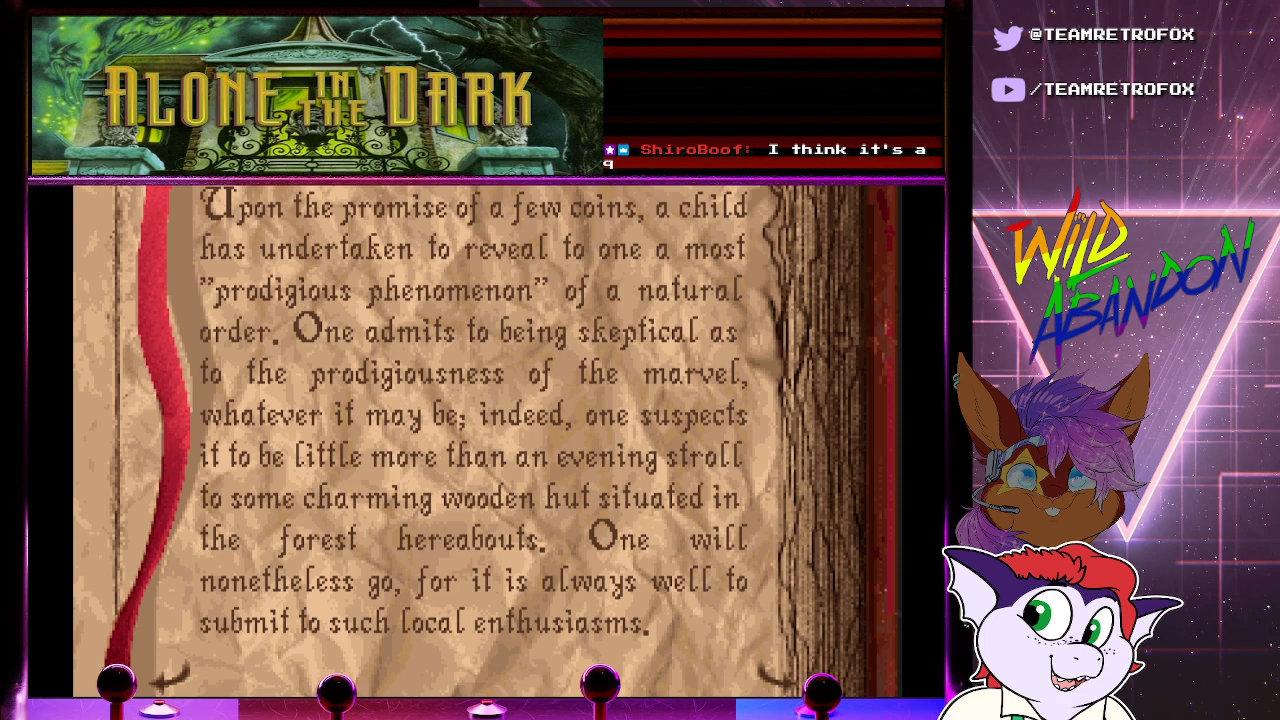 ALONE IN THE DARK
ShiroBoof: I think it's a
q
Upon the promise of a few coins, a child
has undertaken to reveal to one a most
"prodigious phenomenon" of a natural
order. One admits to being skeptical as
to the prodigiousness of the marvel,
whatever it may be; indeed, one suspects
it to be little more than an evening stroll
to some charming wooden hut situated in
the forest hereabouts. One will
nonetheless go, for it is always well to
submit to such local enthusiasms.
@TEAMRETROFOX
/TEAMRETROFOX
WILD
ABANDON